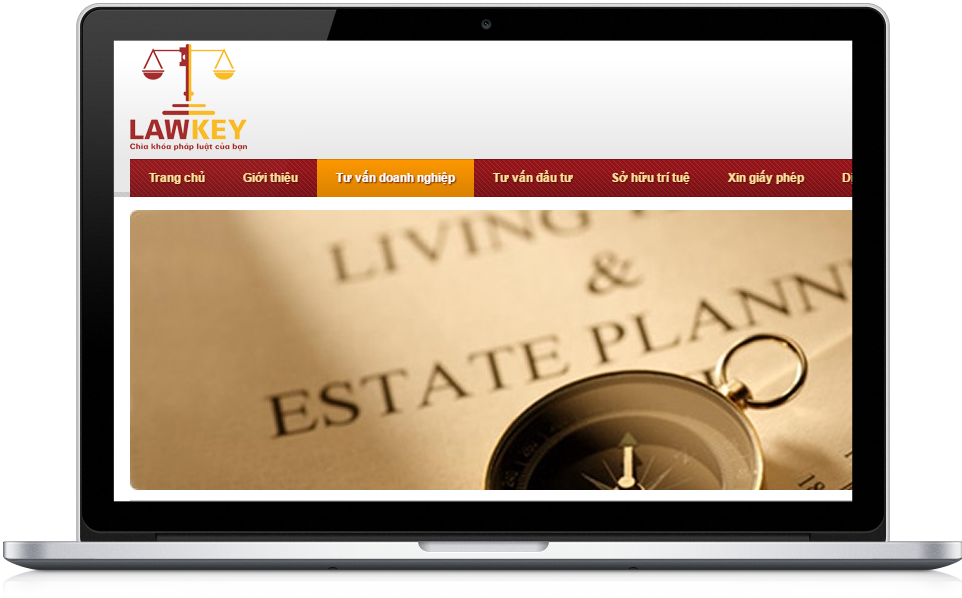 LAWKEY
Chìa khóa pháp luật của bạn
Trang chủ Giới thiệu Tư vấn doanh nghiệp Tư vấn đầu tư Sở hữu trí tuệ Xin giấy phép
LIVING
&
ESTATE PLANN